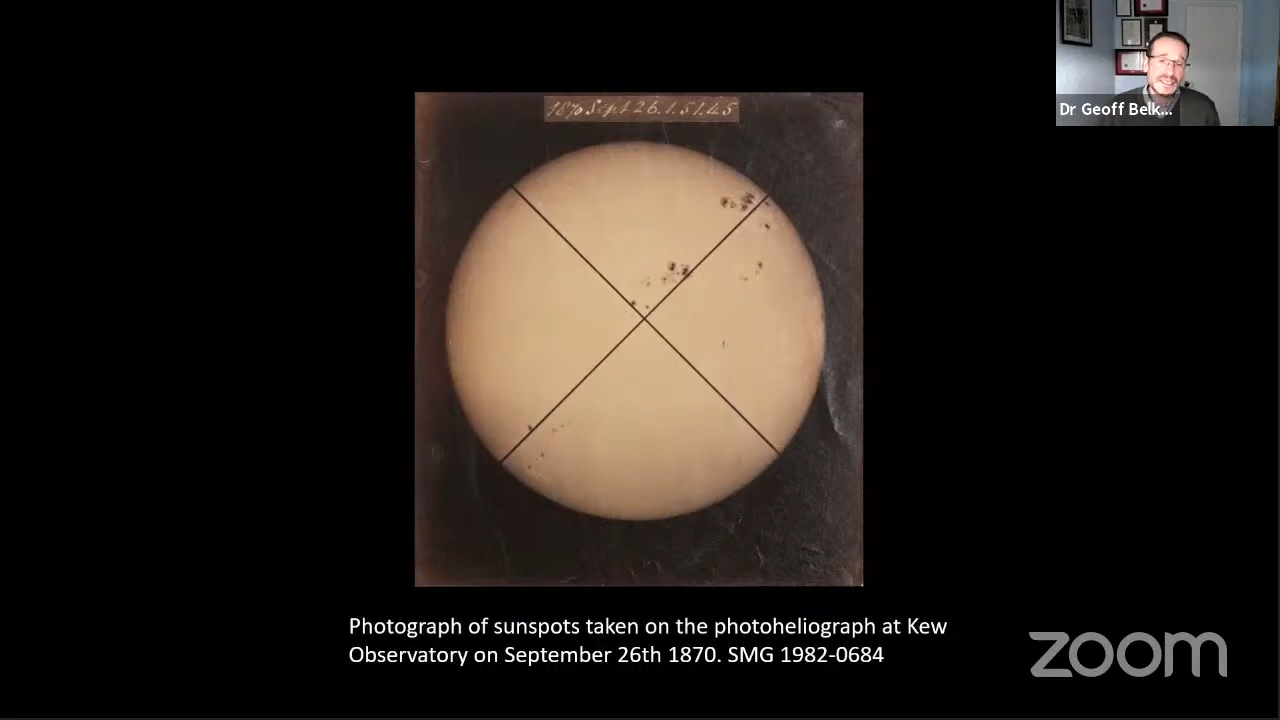 Dr Geoff Belk...
1870 Sept 26. 1. 51. 45
Photograph of sunspots taken on the photoheliograph at Kew
Observatory on September 26th 1870. SMG 1982-0684
zoom